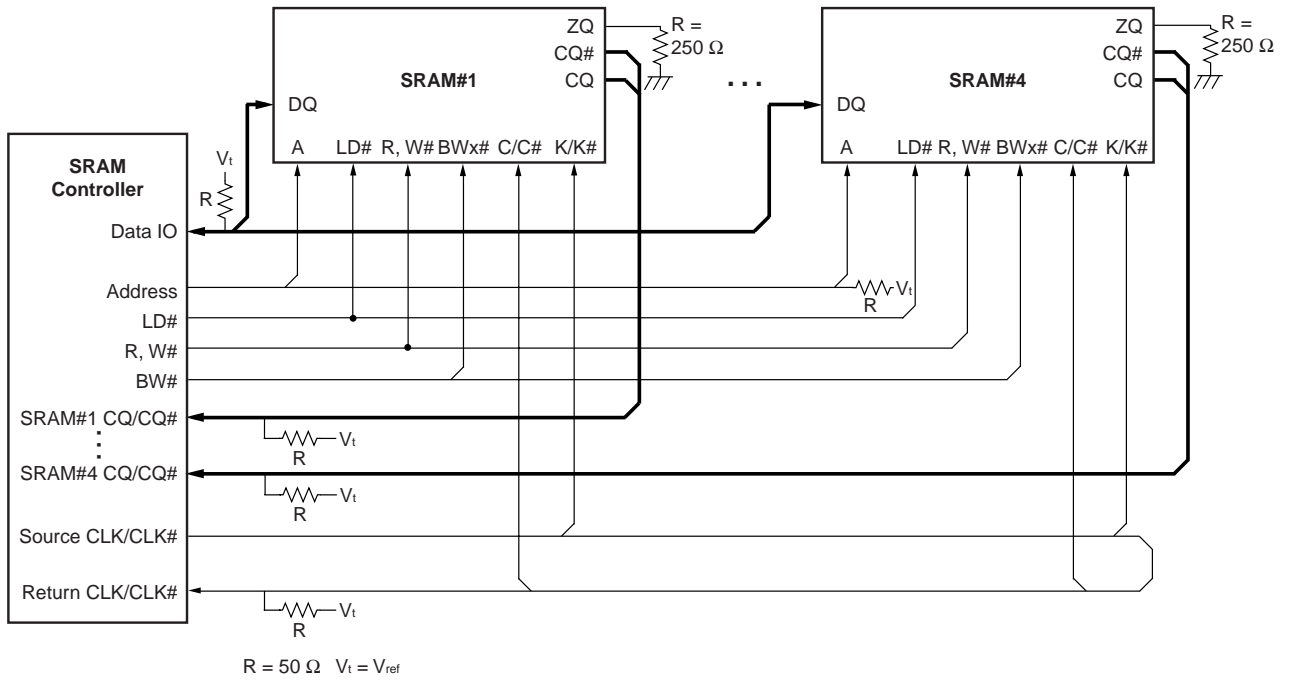 ZQ
CQ#
CQ
SRAM#1
DQ
A LD# R, W# BWx# C/C# K/K#
R =
250 Ω
. . .
ZQ
CQ#
CQ
SRAM#4
DQ
A LD# R, W# BWx# C/C# K/K#
R =
250 Ω
SRAM
Controller
Vt
R
Data IO
Address
R
Vt
LD#
R, W#
BW#
SRAM#1 CQ/CQ#
R
Vt
SRAM#4 CQ/CQ#
R
Vt
Source CLK/CLK#
Return CLK/CLK#
R
Vt
R = 50 Ω Vt = Vref